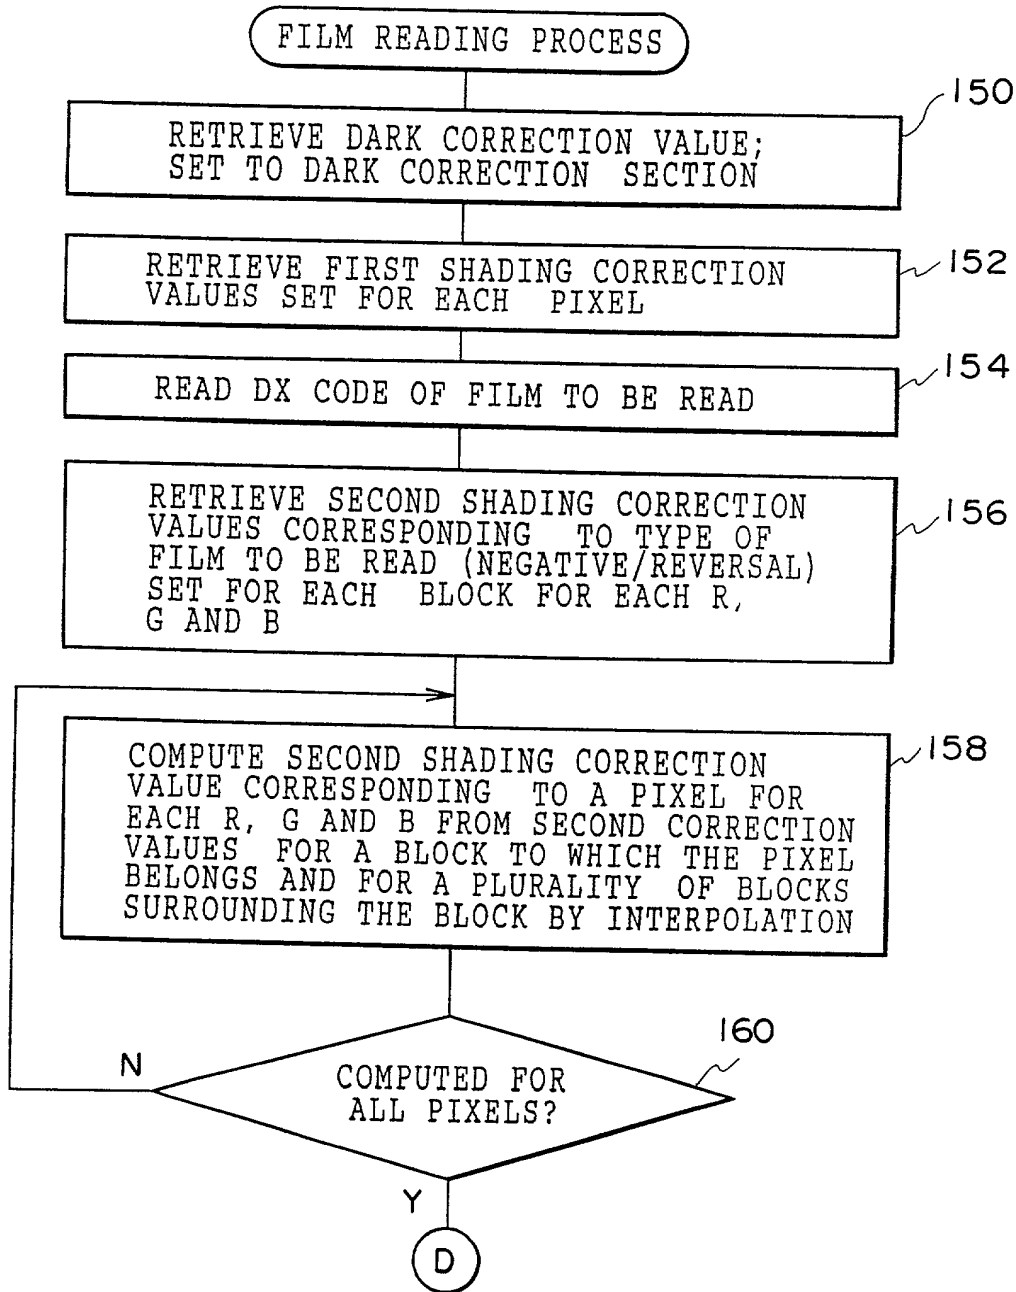 FILM READING PROCESS
150
RETRIEVE DARK CORRECTION VALUE;
SET TO DARK CORRECTION SECTION
152
RETRIEVE FIRST SHADING CORRECTION
VALUES SET FOR EACH PIXEL
154
READ DX CODE OF FILM TO BE READ
156
RETRIEVE SECOND SHADING CORRECTION
VALUES CORRESPONDING TO TYPE OF
FILM TO BE READ (NEGATIVE/REVERSAL)
SET FOR EACH BLOCK FOR EACH R,
G AND B
158
COMPUTE SECOND SHADING CORRECTION
VALUE CORRESPONDING TO A PIXEL FOR
EACH R, G AND B FROM SECOND CORRECTION
VALUES FOR A BLOCK TO WHICH THE PIXEL
BELONGS AND FOR A PLURALITY OF BLOCKS
SURROUNDING THE BLOCK BY INTERPOLATION
160
N
COMPUTED FOR
ALL PIXELS?
Y
D